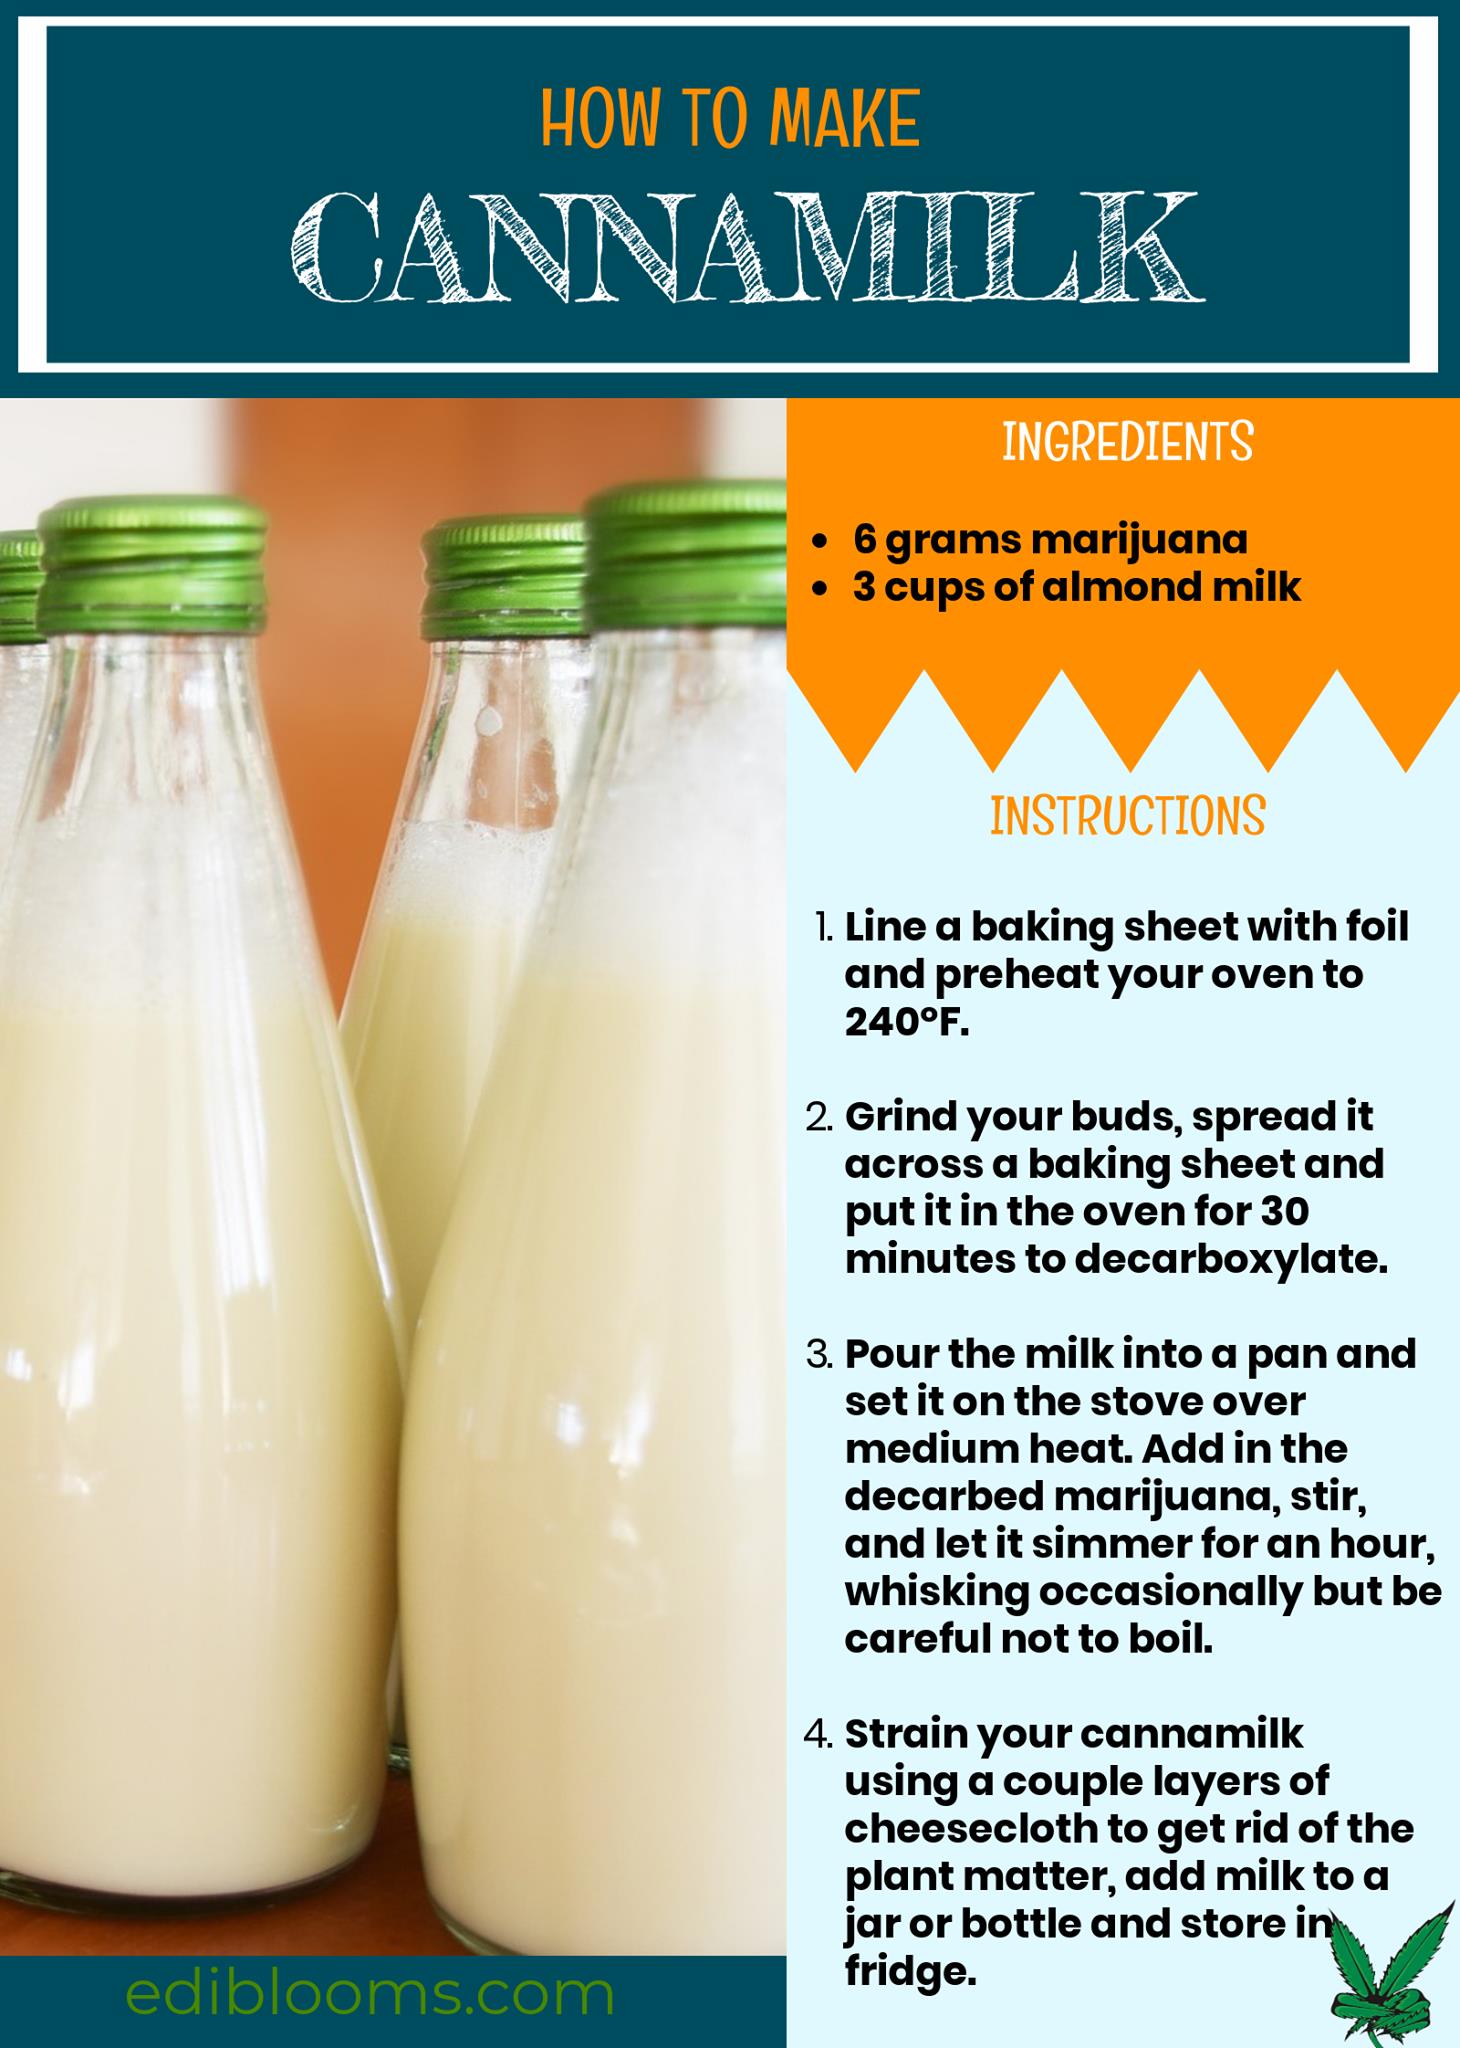 HOW TO MAKE
CANNAMILK
INGREDIENTS
• 6 grams marijuana
• 3 cups of almond milk
INSTRUCTIONS
1. Line a baking sheet with foil
and preheat your oven to
240°F.
2. Grind your buds, spread it
across a baking sheet and
put it in the oven for 30
minutes to decarboxylate.
3. Pour the milk into a pan and
set it on the stove over
medium heat. Add in the
decarbed marijuana, stir,
and let it simmer for an hour,
whisking occasionally but be
careful not to boil.
4. Strain your cannamilk
using a couple layers of
cheesecloth to get rid of the
plant matter, add milk to a
jar or bottle and store in
fridge.
ediblooms.com